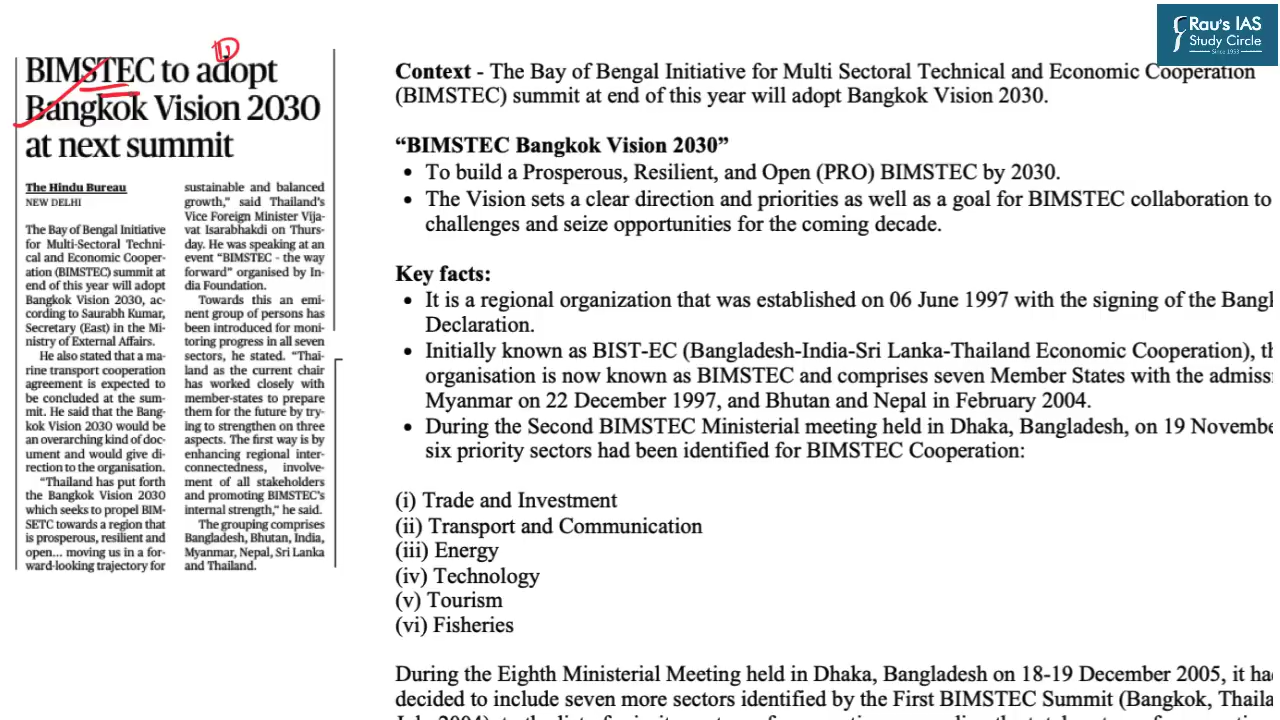 Rau's IAS
Study Circle
Since 1953
BIMSTEC to adopt
Bangkok Vision 2030
at next summit
The Hindu Bureau
NEW DELHI
The Bay of Bengal Initiative
for Multi-Sectoral Techni-
cal and Economic Cooper-
ation (BIMSTEC) summit at
end of this year will adopt
Bangkok Vision 2030, ac-
cording to Saurabh Kumar,
Secretary (East) in the Mi-
nistry of External Affairs.
He also stated that a ma-
rine transport cooperation
agreement is expected to
be concluded at the sum-
mit. He said that the Bang-
kok Vision 2030 would be
an overarching kind of doc-
ument and would give di-
rection to the organisation.
"Thailand has put forth
the Bangkok Vision 2030
which seeks to propel BIM-
SETC towards a region that
is prosperous, resilient and
open... moving us in a for-
ward-looking trajectory for
sustainable and balanced
growth," said Thailand's
Vice Foreign Minister Vija-
vat Isarabhakdi on Thurs-
day. He was speaking at an
event "BIMSTEC - the way
forward" organised by In-
dia Foundation.
Towards this an emi-
nent group of persons has
been introduced for moni-
toring progress in all seven
sectors, he stated. "Thai-
land as the current chair
has worked closely with
member-states to prepare
them for the future by try-
ing to strengthen on three
aspects. The first way is by
enhancing regional inter-
connectedness, involve-
ment of all stakeholders
and promoting BIMSTEC's
internal strength," he said.
The grouping comprises
Bangladesh, Bhutan, India,
Myanmar, Nepal, Sri Lanka
and Thailand.
Context - The Bay of Bengal Initiative for Multi Sectoral Technical and Economic Cooperation
(BIMSTEC) summit at end of this year will adopt Bangkok Vision 2030.
“BIMSTEC Bangkok Vision 2030”
• To build a Prosperous, Resilient, and Open (PRO) BIMSTEC by 2030.
• The Vision sets a clear direction and priorities as well as a goal for BIMSTEC collaboration to
challenges and seize opportunities for the coming decade.
Key facts:
• It is a regional organization that was established on 06 June 1997 with the signing of the
Declaration.
• Initially known as BIST-EC (Bangladesh-India-Sri Lanka-Thailand Economic Cooperation),
organisation is now known as BIMSTEC and comprises seven Member States with the
Myanmar on 22 December 1997, and Bhutan and Nepal in February 2004.
• During the Second BIMSTEC Ministerial meeting held in Dhaka, Bangladesh, on 19
six priority sectors had been identified for BIMSTEC Cooperation:
(i) Trade and Investment
(ii) Transport and Communication
(iii) Energy
(iv) Technology
(v) Tourism
(vi) Fisheries
During the Eighth Ministerial Meeting held in Dhaka, Bangladesh on 18-19 December 2005, it
decided to include seven more sectors identified by the First BIMSTEC Summit (Bangkok,